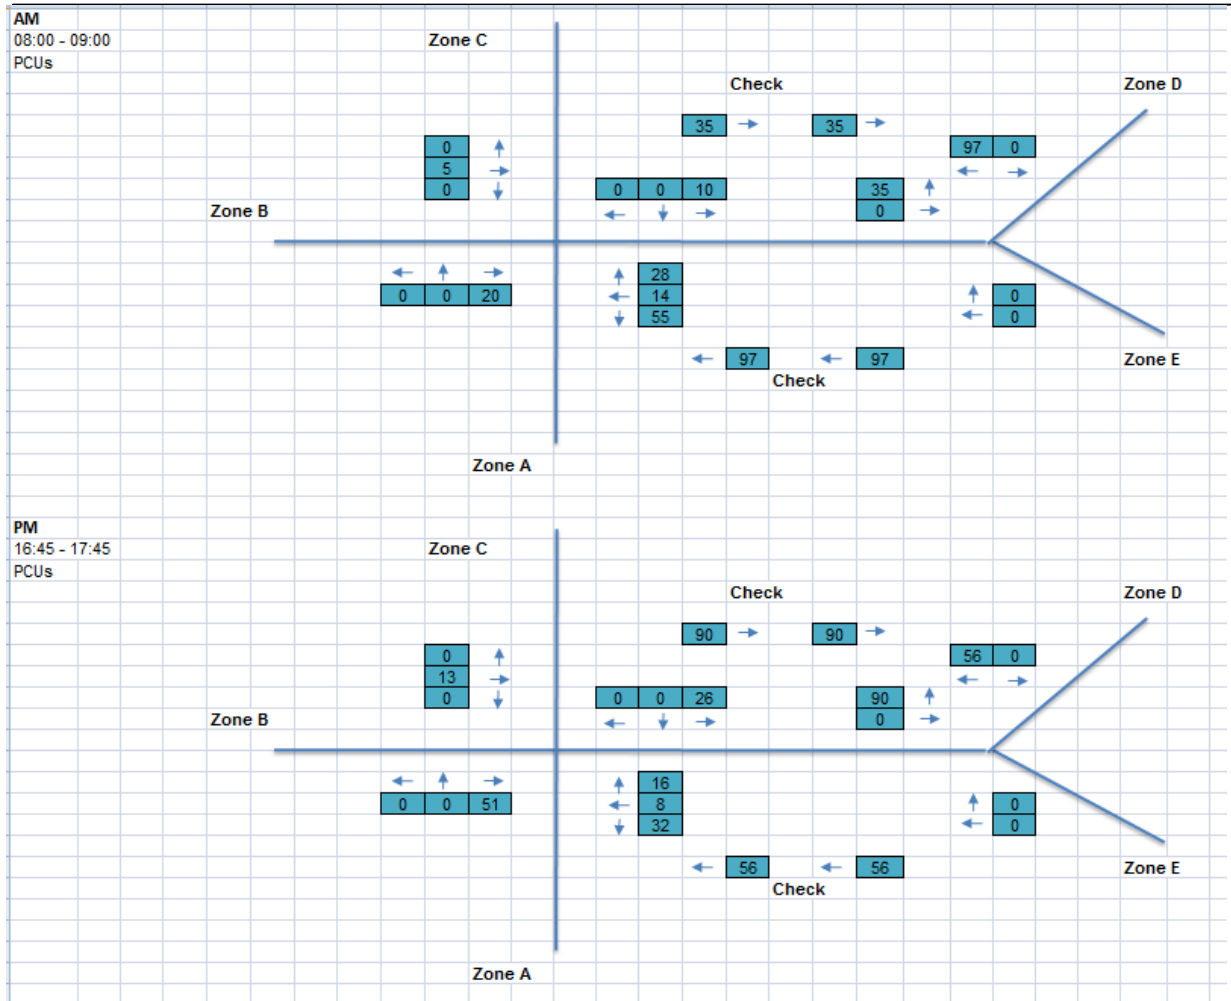 AM
08:00 - 09:00
Zone C
PCUs
Check
Zone D
35 → 35 →
0 ↑
97 0
5 →
← →
0 ↓
0 0 10
35 ↑
Zone B
← ↓ →
0 →
← ↑ →
↑ 28
0 0 20
← 14
↑ 0
↓ 55
← 0
← 97 ← 97
Zone E
Check
Zone A
PM
16:45 - 17:45
Zone C
PCUs
Check
Zone D
90 → 90 →
0 ↑
56 0
13 →
← →
0 ↓
0 0 26
90 ↑
Zone B
← ↓ →
0 →
← ↑ →
↑ 16
0 0 51
← 8
↑ 0
↓ 32
← 0
← 56 ← 56
Zone E
Check
Zone A